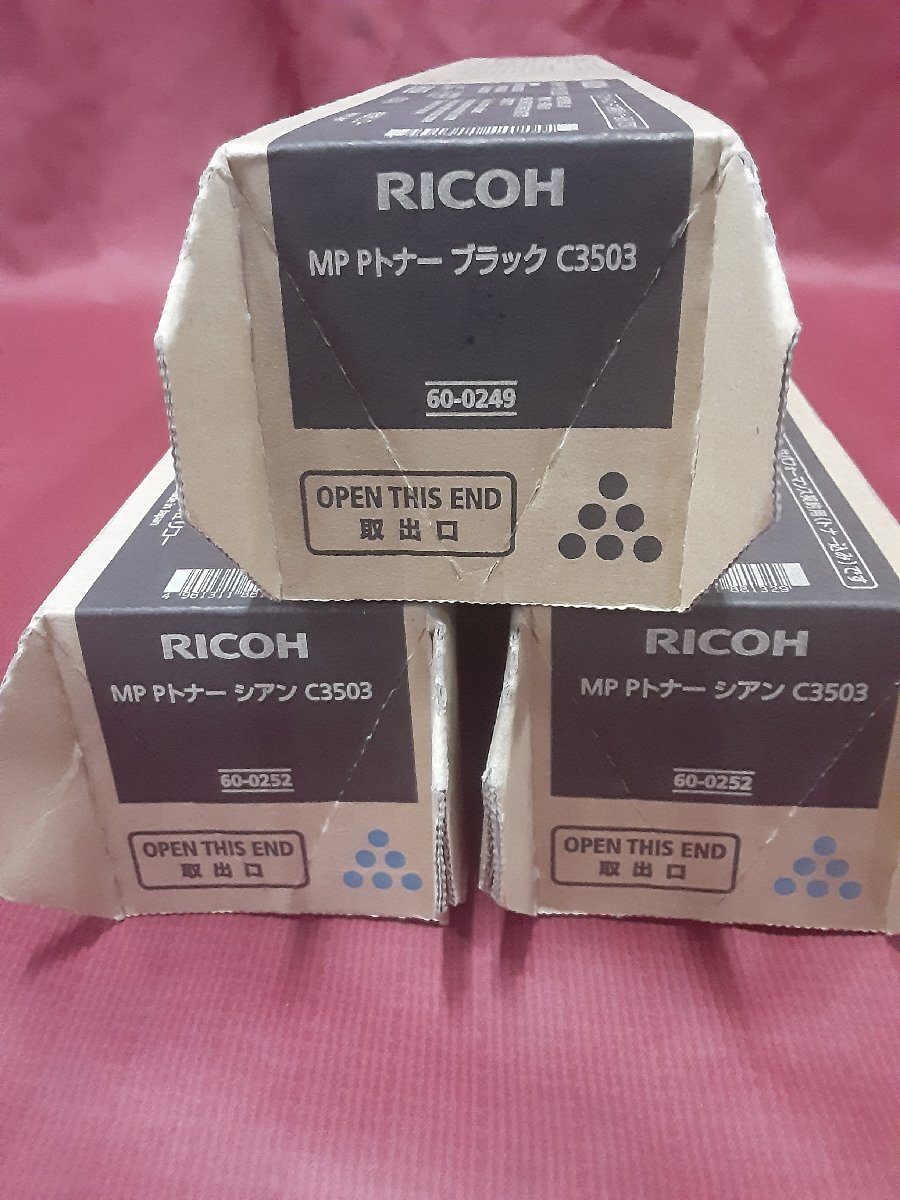 RICOH
MP Pトナー ブラック C3503
60-0249
OPEN THIS END
取出口
RICOH
MP Pトナー シアン C3503
60-0252
OPEN THIS END
取出口
RICOH
MP Pトナー シアン C3503
60-0252
OPEN THIS END
取出口